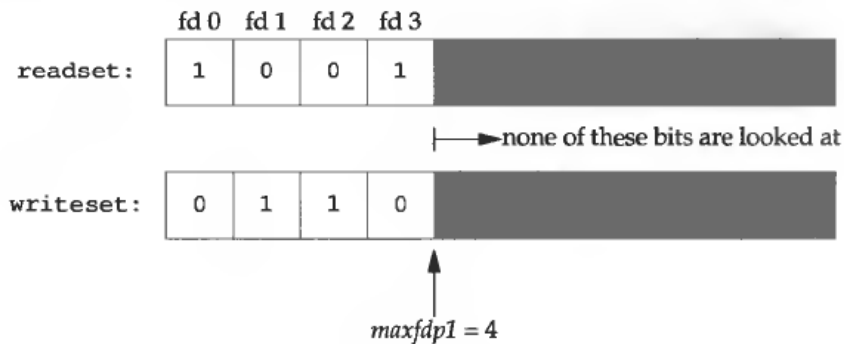 fd 0 fd 1 fd 2 fd 3
readset: 1 0 0 1
none of these bits are looked at
writeset: 0 1 1 0
maxfdp1 = 4